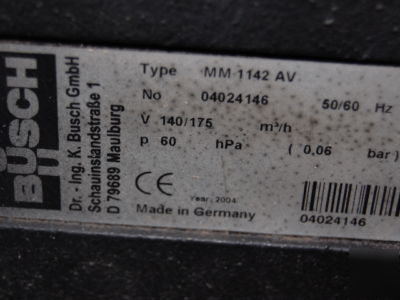 BUSCH
Dr. - Ing. K. Busch GmbH
Schauinslandstraße 1
D 79689 Maulburg
Type MM 1142 AV
No 04024146 50/60 Hz
V 140/175 m³/h
p 60 hPa ( 0,06 bar)
CE Year: 2004
Made in Germany
04024146